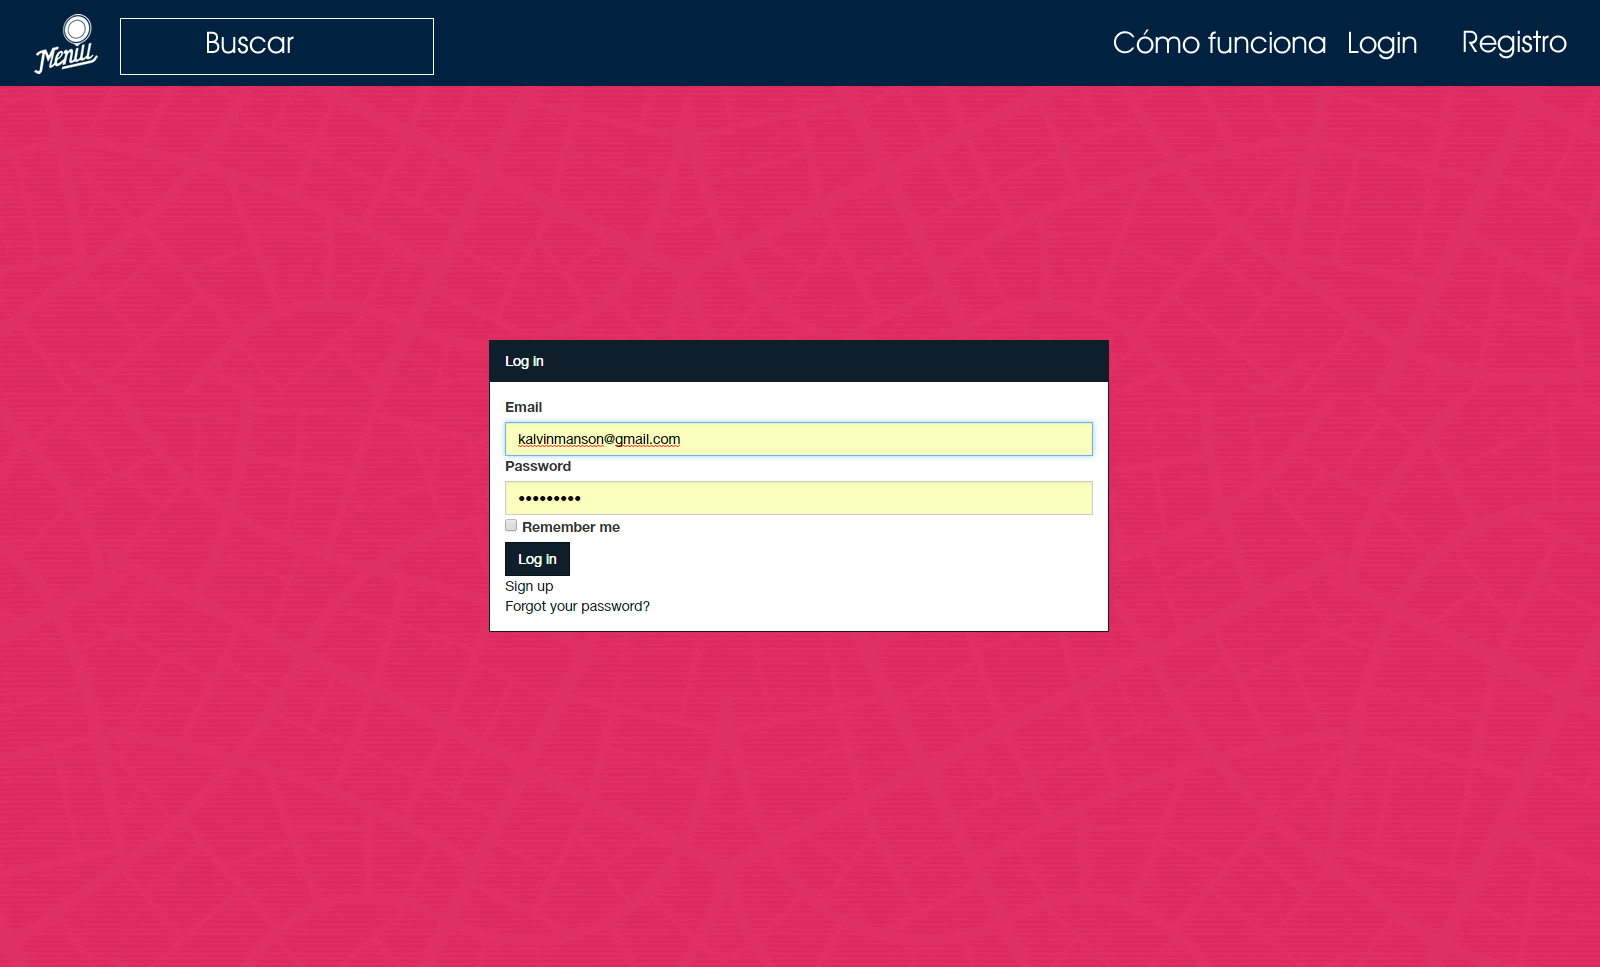 Menill
Buscar
Cómo funciona
Login
Registro
Log in
Email
kalvinmanson@gmail.com
Password
•••••••••
Remember me
Log in
Sign up
Forgot your password?